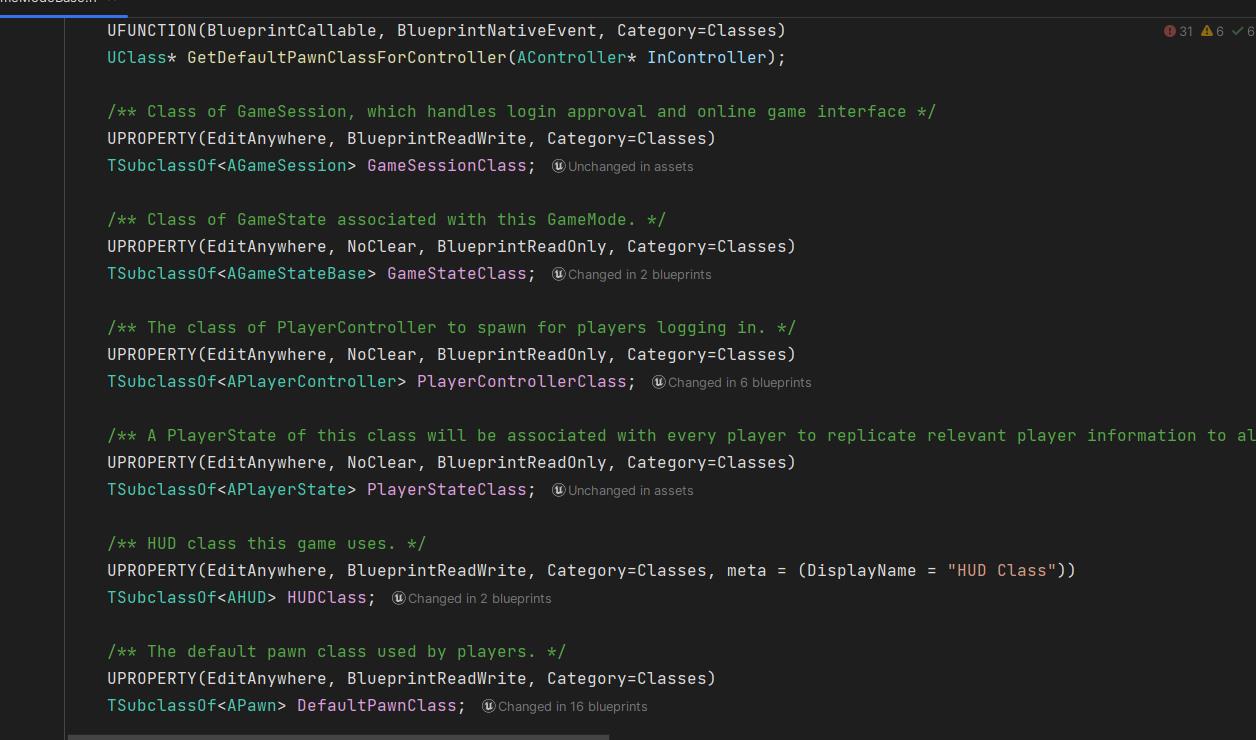 UFUNCTION(BlueprintCallable, BlueprintNativeEvent, Category=Classes)
31 6 6
UClass* GetDefaultPawnClassForController(AController* InController);
/** Class of GameSession, which handles login approval and online game interface */
UPROPERTY(EditAnywhere, BlueprintReadWrite, Category=Classes)
TSubclassOf<AGameSession> GameSessionClass; Unchanged in assets
/** Class of GameState associated with this GameMode. */
UPROPERTY(EditAnywhere, NoClear, BlueprintReadOnly, Category=Classes)
TSubclassOf<AGameStateBase> GameStateClass; Changed in 2 blueprints
/** The class of PlayerController to spawn for players logging in. */
UPROPERTY(EditAnywhere, NoClear, BlueprintReadOnly, Category=Classes)
TSubclassOf<APlayerController> PlayerControllerClass; Changed in 6 blueprints
/** A PlayerState of this class will be associated with every player to replicate relevant player information to al
UPROPERTY(EditAnywhere, NoClear, BlueprintReadOnly, Category=Classes)
TSubclassOf<APlayerState> PlayerStateClass; Unchanged in assets
/** HUD class this game uses. */
UPROPERTY(EditAnywhere, BlueprintReadWrite, Category=Classes, meta = (DisplayName = "HUD Class"))
TSubclassOf<AHUD> HUDClass; Changed in 2 blueprints
/** The default pawn class used by players. */
UPROPERTY(EditAnywhere, BlueprintReadWrite, Category=Classes)
TSubclassOf<APawn> DefaultPawnClass; Changed in 16 blueprints